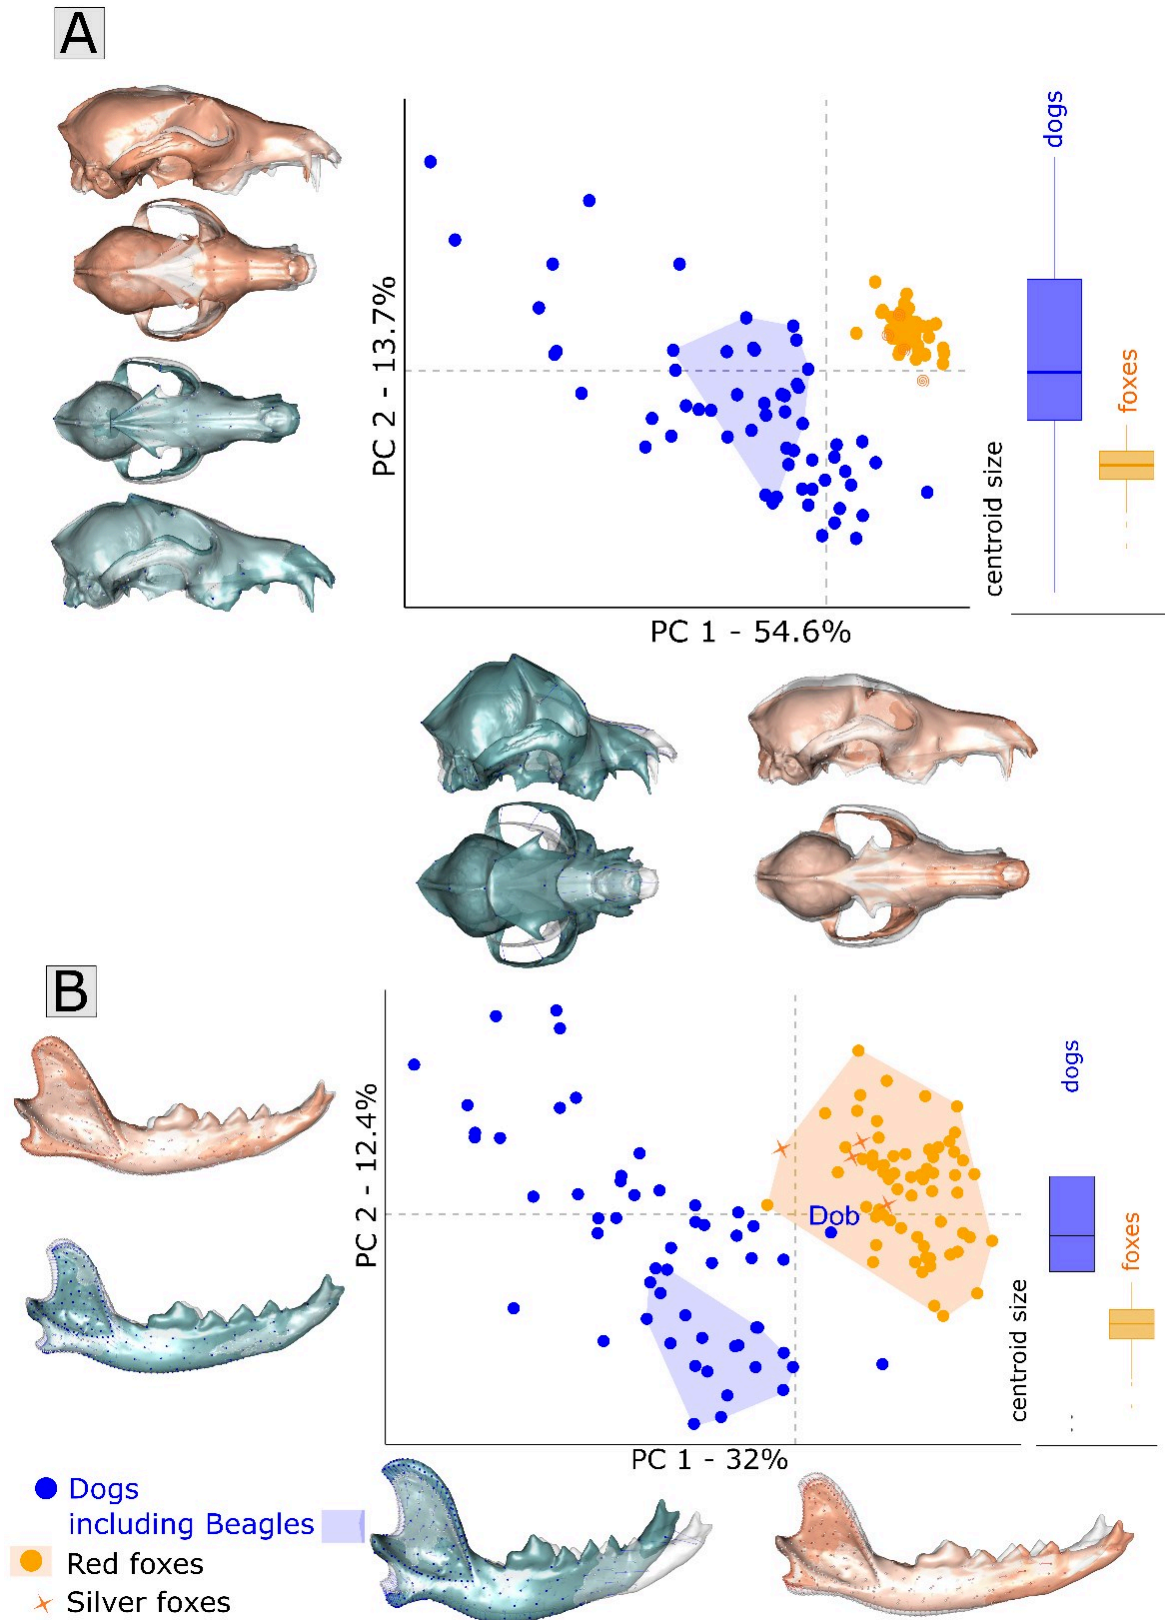 A
dogs
PC 2 - 13.7%
foxes
centroid size
PC 1 - 54.6%
B
dogs
PC 2 - 12.4%
Dob
foxes
centroid size
PC 1 - 32%
Dogs
including Beagles
Red foxes
Silver foxes